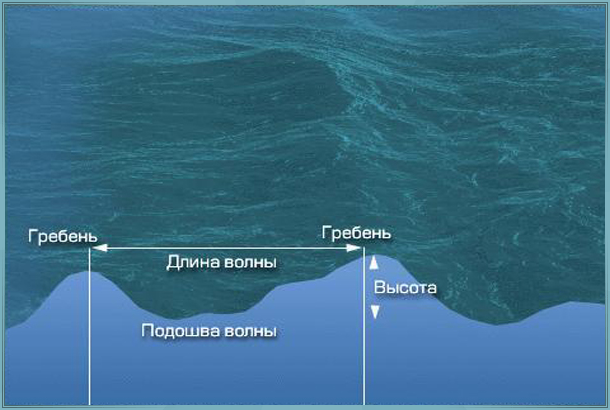 Гребень
Гребень
Длина волны
Высота
Подошва волны